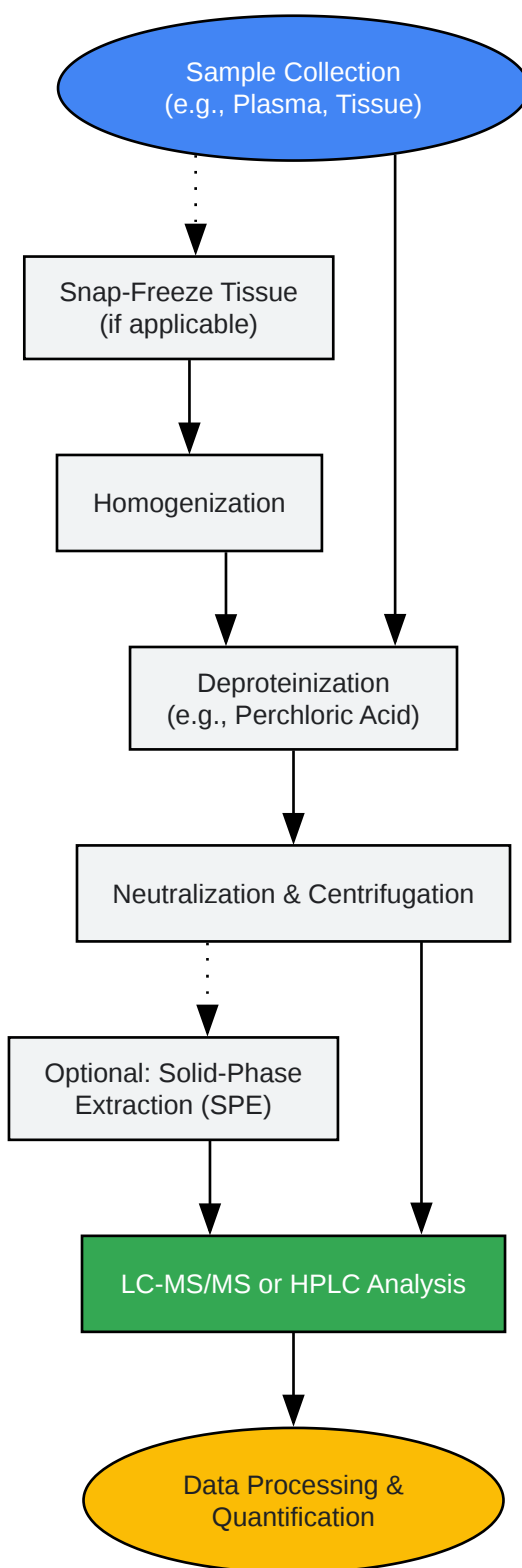 Sample Collection
(e.g., Plasma, Tissue)
Snap-Freeze Tissue
(if applicable)
Homogenization
Deproteinization
(e.g., Perchloric Acid)
Neutralization & Centrifugation
Optional: Solid-Phase
Extraction (SPE)
LC-MS/MS or HPLC Analysis
Data Processing &
Quantification